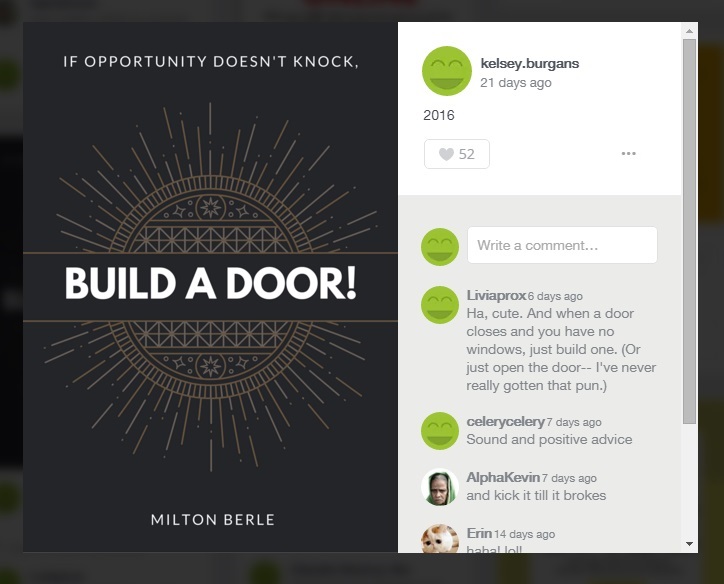 IF OPPORTUNITY DOESN'T KNOCK,
BUILD A DOOR!
MILTON BERLE
kelsey.burgans
21 days ago
2016
52
Write a comment...
Liviaprox 6 days ago
Ha, cute. And when a door
closes and you have no
windows, just build one. (Or
just open the door-- I've never
really gotten that pun.)
celerycelery 7 days ago
Sound and positive advice
AlphaKevin 7 days ago
and kick it till it brokes
Erin 14 days ago
haha! lol!